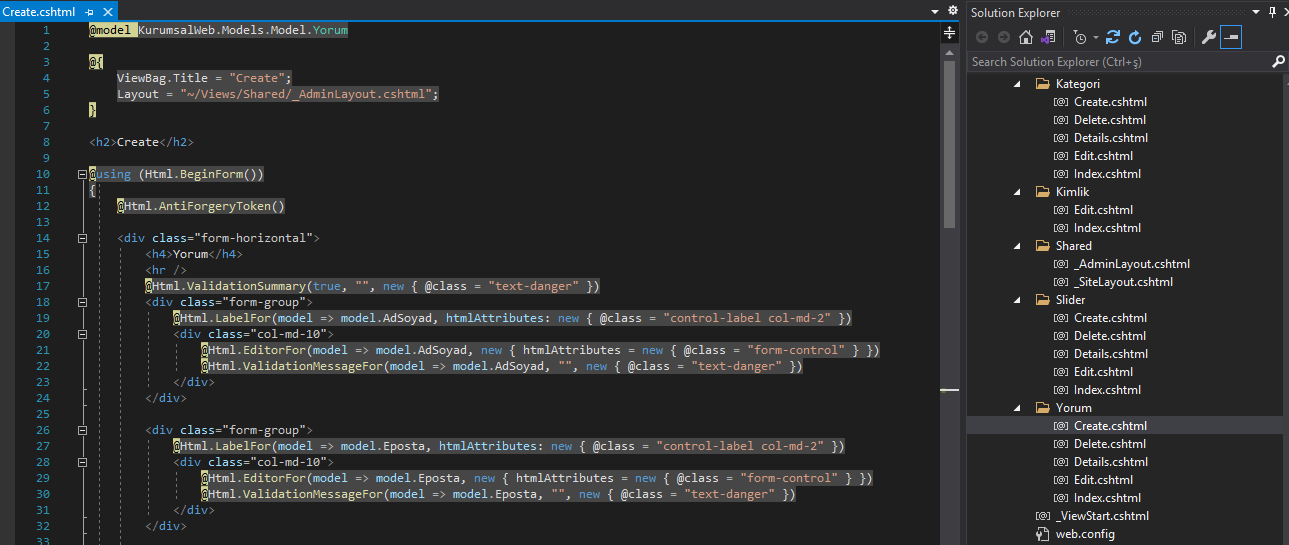 Create.cshtml
1 @model KurumsalWeb.Models.Model.Yorum
2
3 @{
4 ViewBag.Title = "Create";
5 Layout = "~/Views/Shared/_AdminLayout.cshtml";
6 }
7
8 <h2>Create</h2>
9
10 @using (Html.BeginForm())
11 {
12 @Html.AntiForgeryToken()
13
14 <div class="form-horizontal">
15 <h4>Yorum</h4>
16 <hr />
17 @Html.ValidationSummary(true, "", new { @class = "text-danger" })
18 <div class="form-group">
19 @Html.LabelFor(model => model.AdSoyad, htmlAttributes: new { @class = "control-label col-md-2" })
20 <div class="col-md-10">
21 @Html.EditorFor(model => model.AdSoyad, new { htmlAttributes = new { @class = "form-control" } })
22 @Html.ValidationMessageFor(model => model.AdSoyad, "", new { @class = "text-danger" })
23 </div>
24 </div>
25
26 <div class="form-group">
27 @Html.LabelFor(model => model.Eposta, htmlAttributes: new { @class = "control-label col-md-2" })
28 <div class="col-md-10">
29 @Html.EditorFor(model => model.Eposta, new { htmlAttributes = new { @class = "form-control" } })
30 @Html.ValidationMessageFor(model => model.Eposta, "", new { @class = "text-danger" })
31 </div>
32 </div>
33
Solution Explorer
Search Solution Explorer (Ctrl+ş)
Kategori
Create.cshtml
Delete.cshtml
Details.cshtml
Edit.cshtml
Index.cshtml
Kimlik
Edit.cshtml
Index.cshtml
Shared
_AdminLayout.cshtml
_SiteLayout.cshtml
Slider
Create.cshtml
Delete.cshtml
Details.cshtml
Edit.cshtml
Index.cshtml
Yorum
Create.cshtml
Delete.cshtml
Details.cshtml
Edit.cshtml
Index.cshtml
_ViewStart.cshtml
web.config